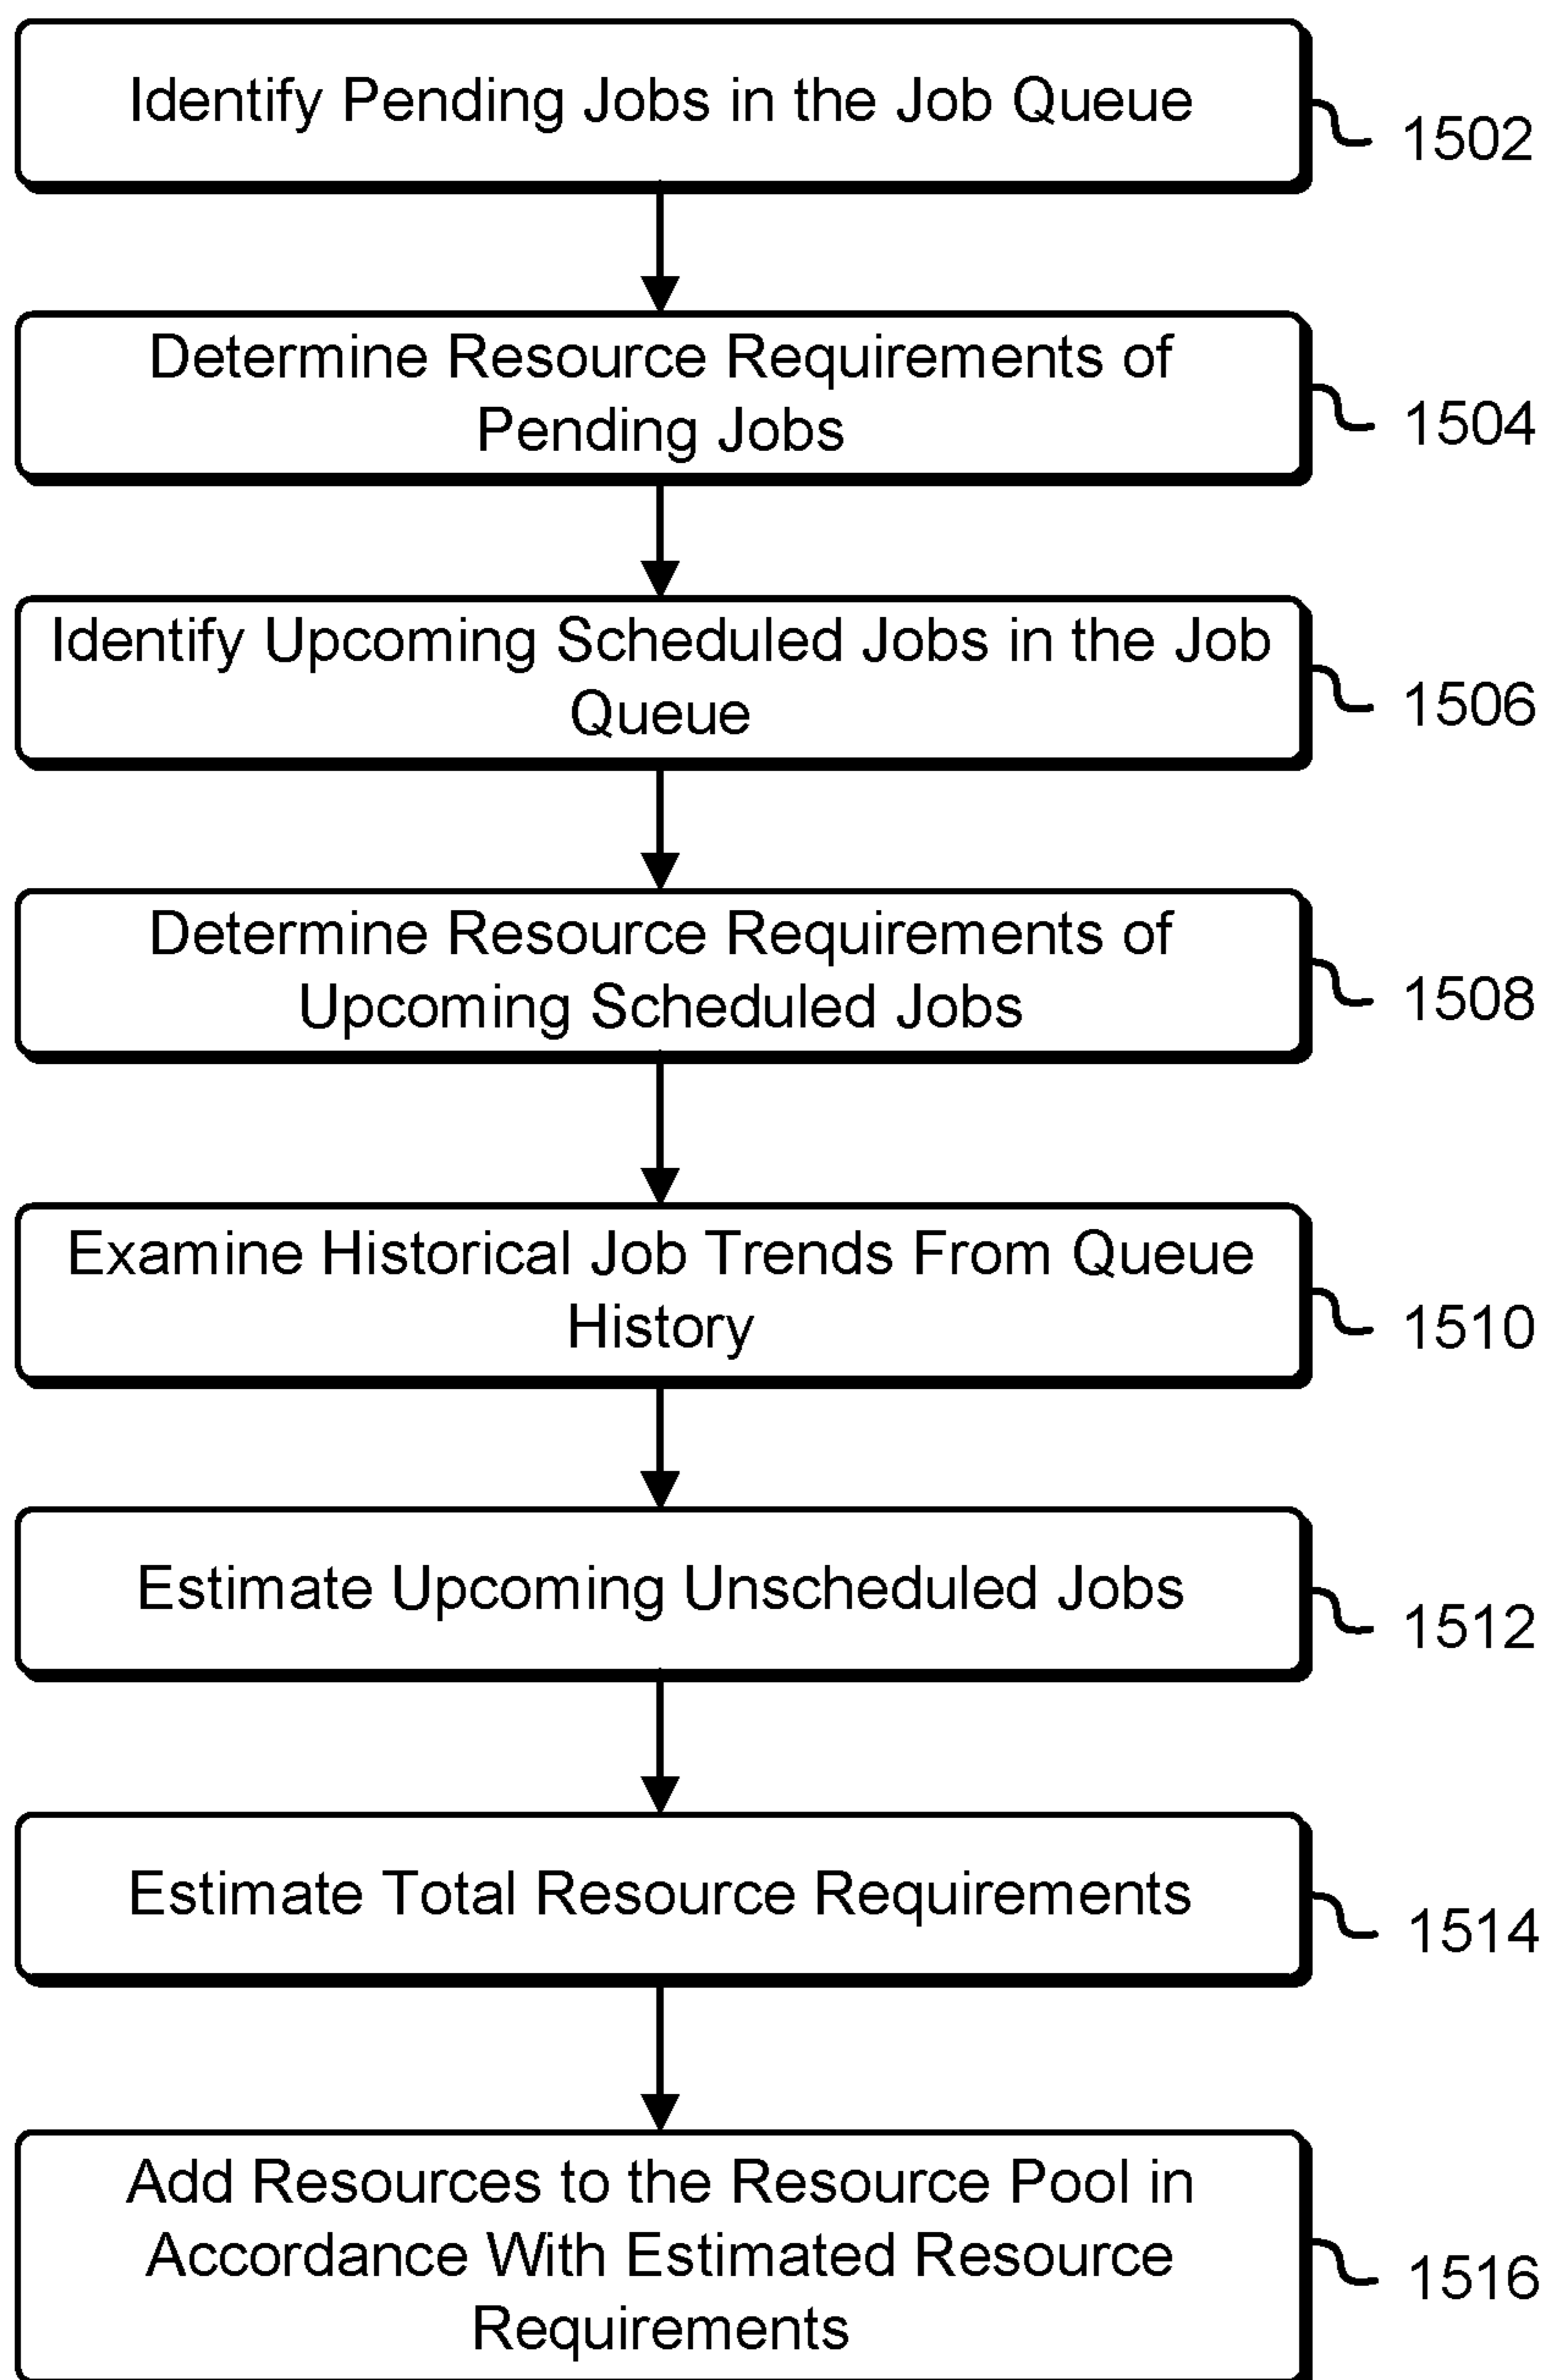 Identify Pending Jobs in the Job Queue
1502
Determine Resource Requirements of
Pending Jobs
1504
Identify Upcoming Scheduled Jobs in the Job
Queue
1506
Determine Resource Requirements of
Upcoming Scheduled Jobs
1508
Examine Historical Job Trends From Queue
History
1510
Estimate Upcoming Unscheduled Jobs
1512
Estimate Total Resource Requirements
1514
Add Resources to the Resource Pool in
Accordance With Estimated Resource
Requirements
1516